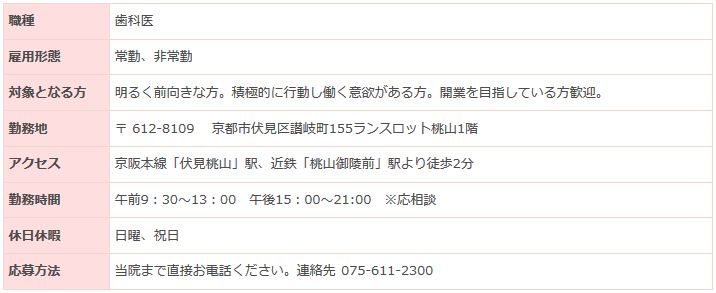 職種 歯科医
雇用形態 常勤、非常勤
対象となる方 明るく前向きな方。積極的に行動し働く意欲がある方。開業を目指している方歓迎。
勤務地 〒 612-8109 京都市伏見区讃岐町155ランスロット桃山1階
アクセス 京阪本線「伏見桃山」駅、近鉄「桃山御陵前」駅より徒歩2分
勤務時間 午前9：30～13：00 午後15：00～21:00 ※応相談
休日休暇 日曜、祝日
応募方法 当院まで直接お電話ください。連絡先 075-611-2300